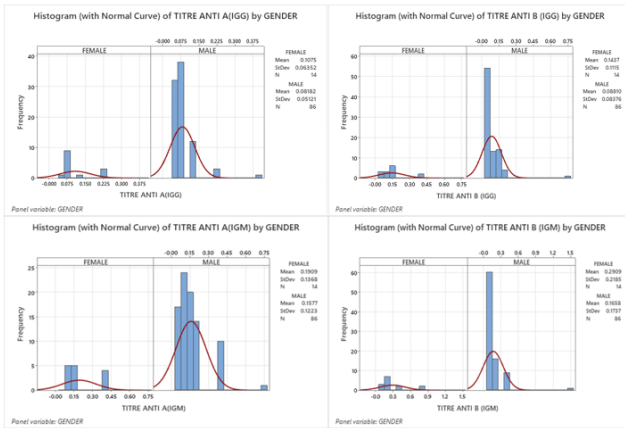 Histogram (with Normal Curve) of TITRE ANTI A(IGG) by GENDER
-0.000 0.075 0.150 0.225 0.300 0.375
FEMALE MALE
40
30
20
10
0
Frequency
-0.000 0.075 0.150 0.225 0.300 0.375
TITRE ANTI A(IGG)
FEMALE
Mean 0.1075
StDev 0.06352
N 14
MALE
Mean 0.08182
StDev 0.05121
N 86
Panel variable: GENDER
Histogram (with Normal Curve) of TITRE ANTI B (IGG) by GENDER
-0.00 0.15 0.30 0.45 0.60 0.75
FEMALE MALE
60
50
40
30
20
10
0
Frequency
-0.00 0.15 0.30 0.45 0.60 0.75
TITRE ANTI B (IGG)
FEMALE
Mean 0.1437
StDev 0.1115
N 14
MALE
Mean 0.08810
StDev 0.08376
N 86
Panel variable: GENDER
Histogram (with Normal Curve) of TITRE ANTI A(IGM) by GENDER
-0.00 0.15 0.30 0.45 0.60 0.75
FEMALE MALE
25
20
15
10
5
0
Frequency
-0.00 0.15 0.30 0.45 0.60 0.75
TITRE ANTI A(IGM)
FEMALE
Mean 0.1909
StDev 0.1368
N 14
MALE
Mean 0.1577
StDev 0.1223
N 86
Panel variable: GENDER
Histogram (with Normal Curve) of TITRE ANTI B (IGM) by GENDER
-0.0 0.3 0.6 0.9 1.2 1.5
FEMALE MALE
60
50
40
30
20
10
0
Frequency
-0.0 0.3 0.6 0.9 1.2 1.5
TITRE ANTI B (IGM)
FEMALE
Mean 0.2909
StDev 0.2185
N 14
MALE
Mean 0.1658
StDev 0.1737
N 86
Panel variable: GENDER